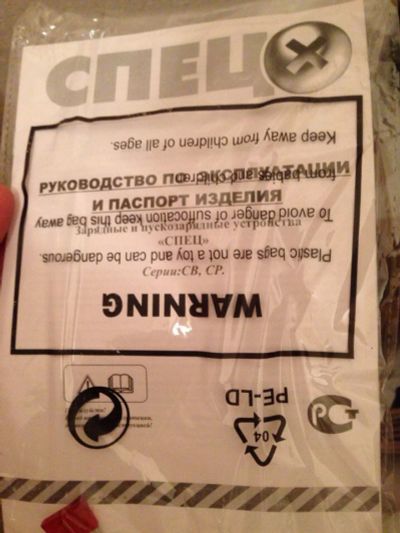 СПЕЦ
РУКОВОДСТВО ПО ЭКСПЛУАТАЦИИ
И ПАСПОРТ ИЗДЕЛИЯ
Зарядные и пускозарядные устройства
«СПЕЦ»
Серии:СВ, СР.
WARNING
Plastic bags are not a toy and can be dangerous.
To avoid danger of suffocation keep this bag away
from babies and children
Keep away from children of all ages.
04
PE-LD
РСТ